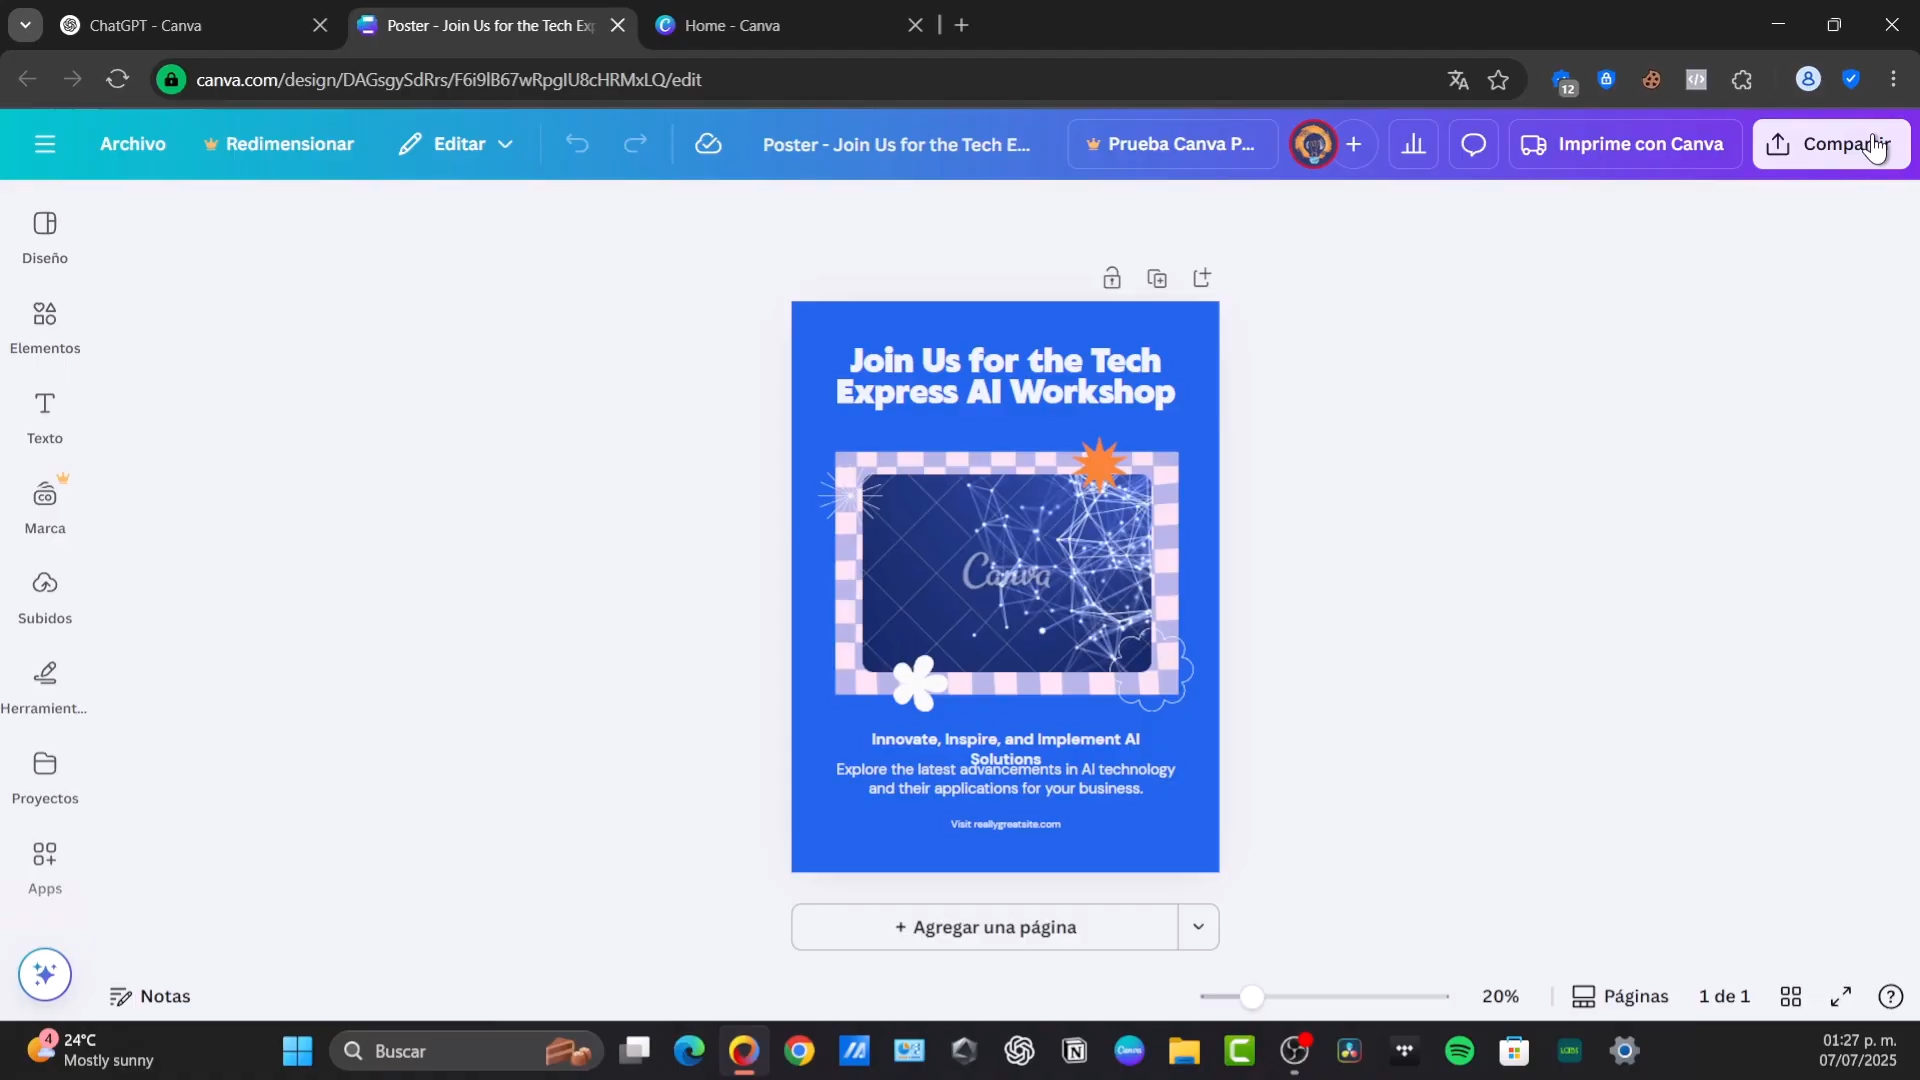 ChatGPT - Canva
Poster - Join Us for the Tech Ex
Home - Canva
canva.com/design/DAGsgySdRrs/F6i9lB67wRpgIU8cHRMxLQ/edit
12
Archivo
Redimensionar
Editar
Poster - Join Us for the Tech E...
Prueba Canva P...
Imprime con Canva
Compartir
Diseño
Elementos
Texto
Marca
Subidos
Herramient...
Proyectos
Apps
Join Us for the Tech
Express AI Workshop
Canva
Innovate, Inspire, and Implement AI
Solutions
Explore the latest advancements in AI technology
and their applications for your business.
Visit reallygreatsite.com
+ Agregar una página
Notas
20%
Páginas
1 de 1
4
24°C
Mostly sunny
Buscar
01:27 p. m.
07/07/2025